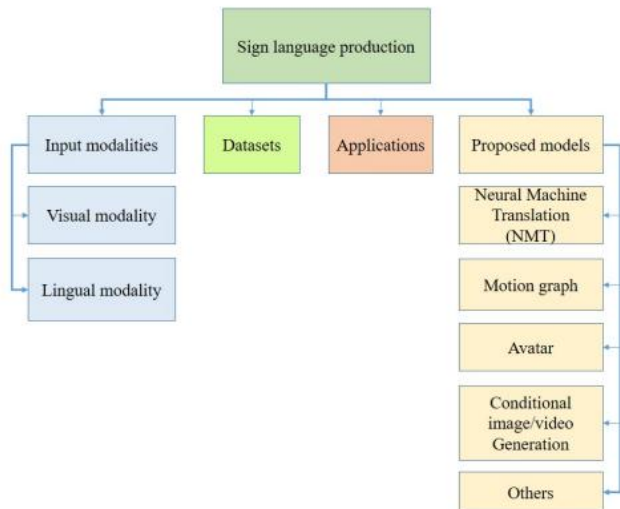 Sign language production
Input modalities
Datasets
Applications
Proposed models
Visual modality
Lingual modality
Neural Machine
Translation
(NMT)
Motion graph
Avatar
Conditional
image/video
Generation
Others